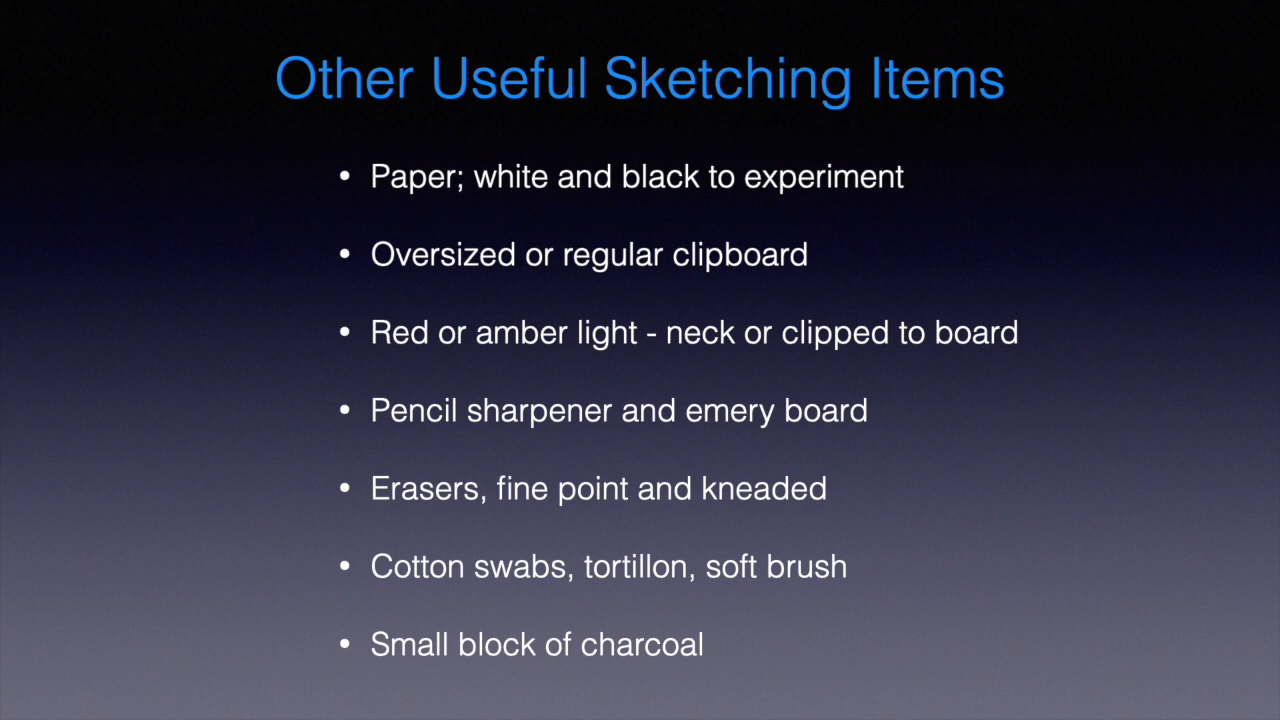 Other Useful Sketching Items
• Paper; white and black to experiment
• Oversized or regular clipboard
• Red or amber light - neck or clipped to board
• Pencil sharpener and emery board
• Erasers, fine point and kneaded
• Cotton swabs, tortillon, soft brush
• Small block of charcoal